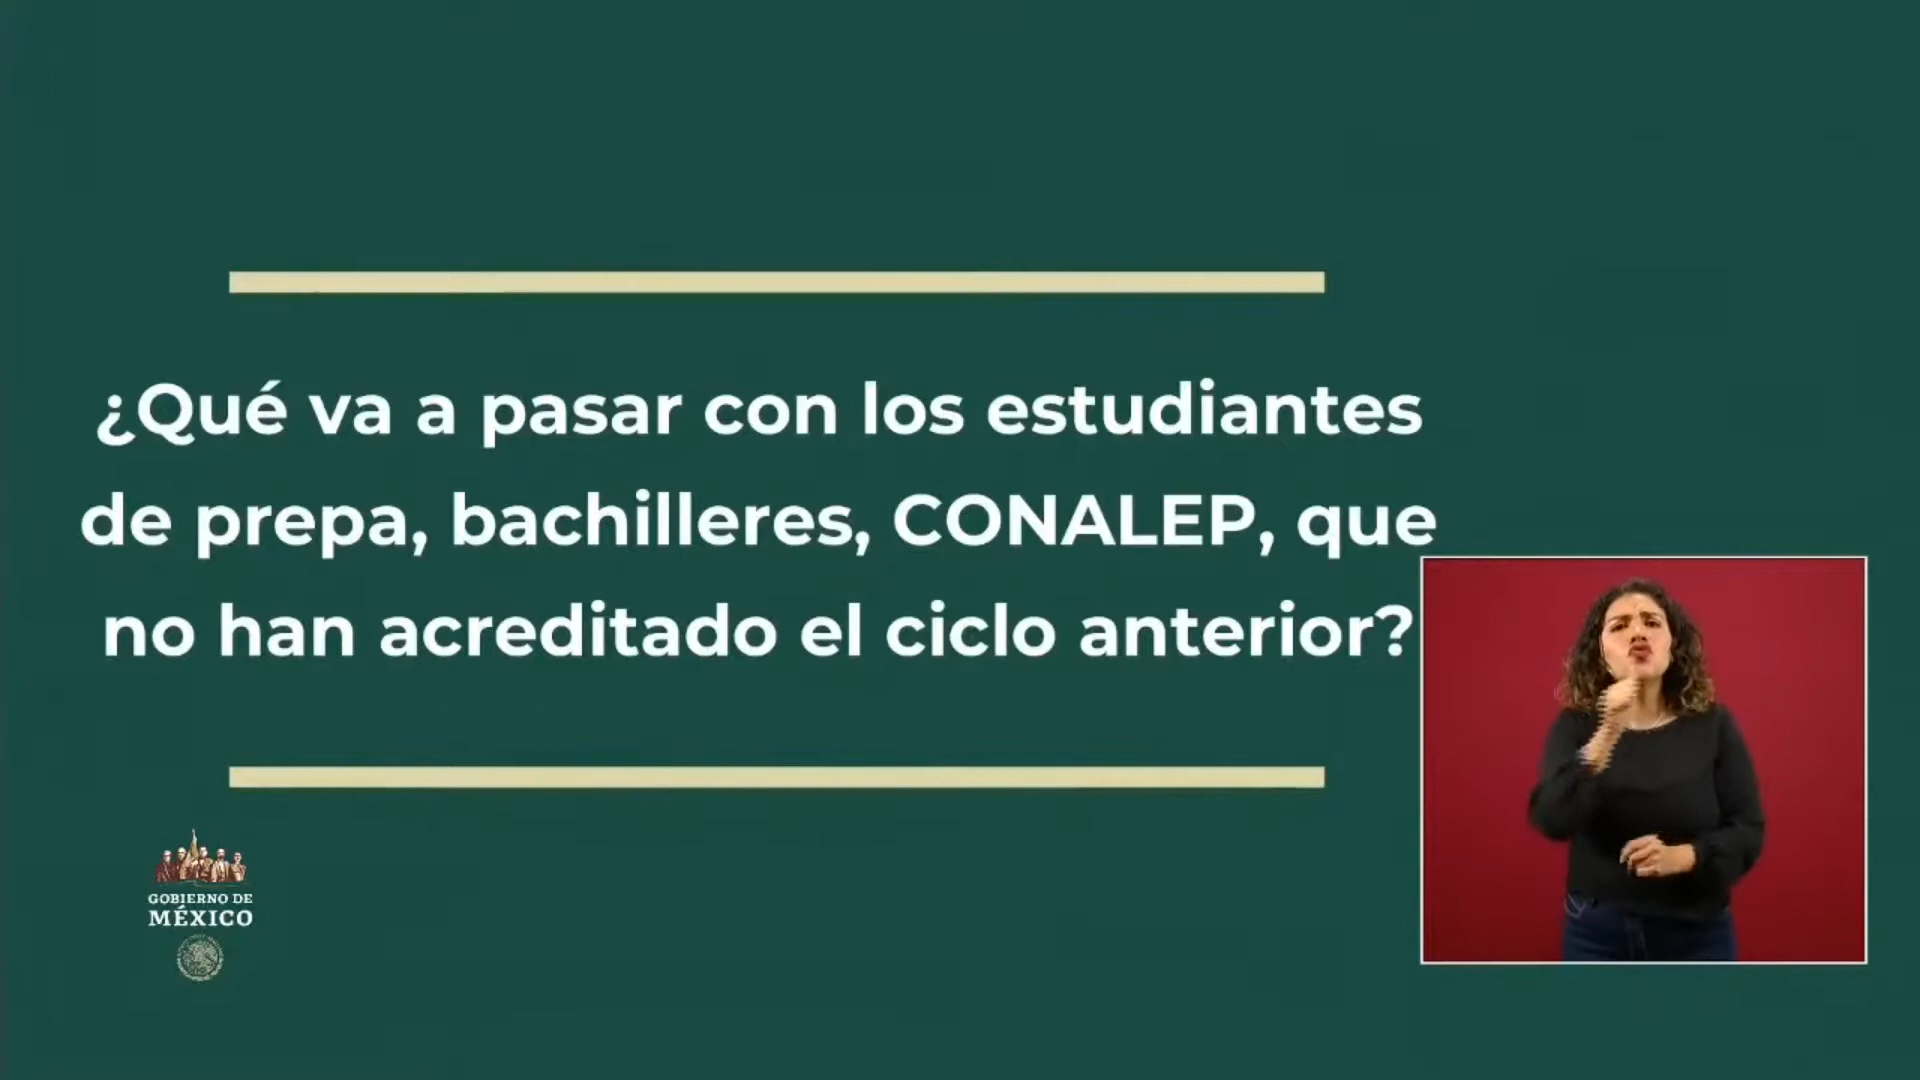 ¿Qué va a pasar con los estudiantes
de prepa, bachilleres, CONALEP, que
no han acreditado el ciclo anterior?
GOBIERNO DE
MÉXICO